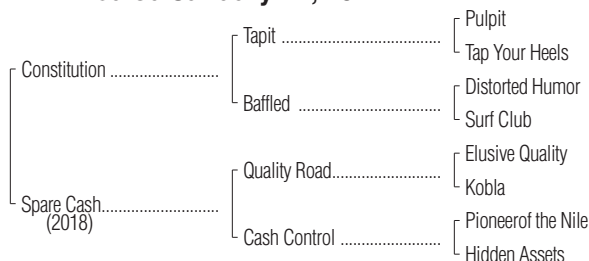 Constitution
Tapit
Pulpit
Tap Your Heels
Baffled
Distorted Humor
Surf Club
Spare Cash
(2018)
Quality Road
Elusive Quality
Kobla
Cash Control
Pioneerof the Nile
Hidden Assets